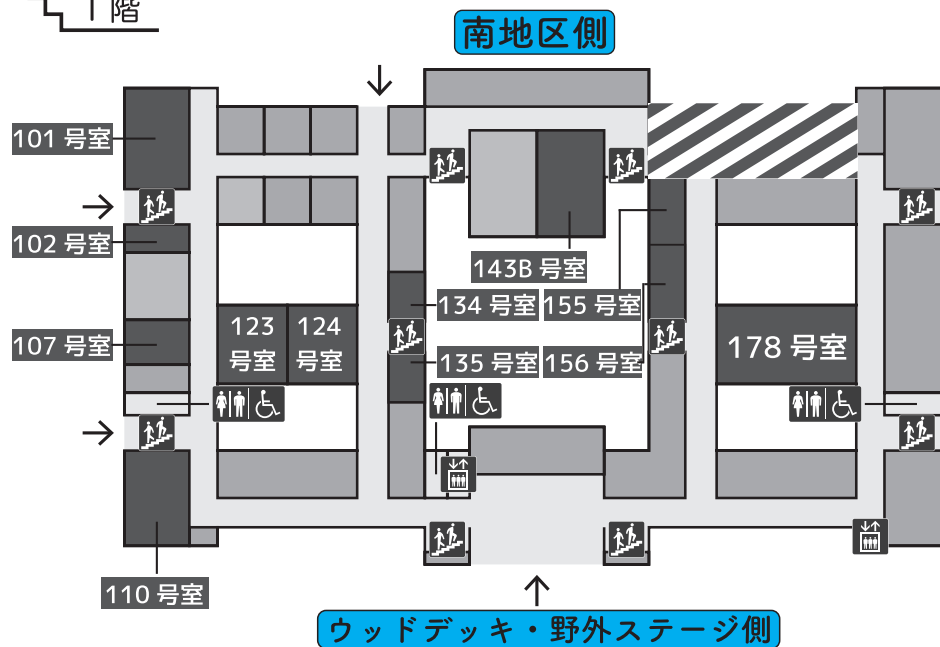 1階
南地区側
101 号室
102 号室
143B 号室
134 号室
155 号室
123
号室
124
号室
107 号室
135 号室
156 号室
178 号室
110 号室
ウッドデッキ・野外ステージ側